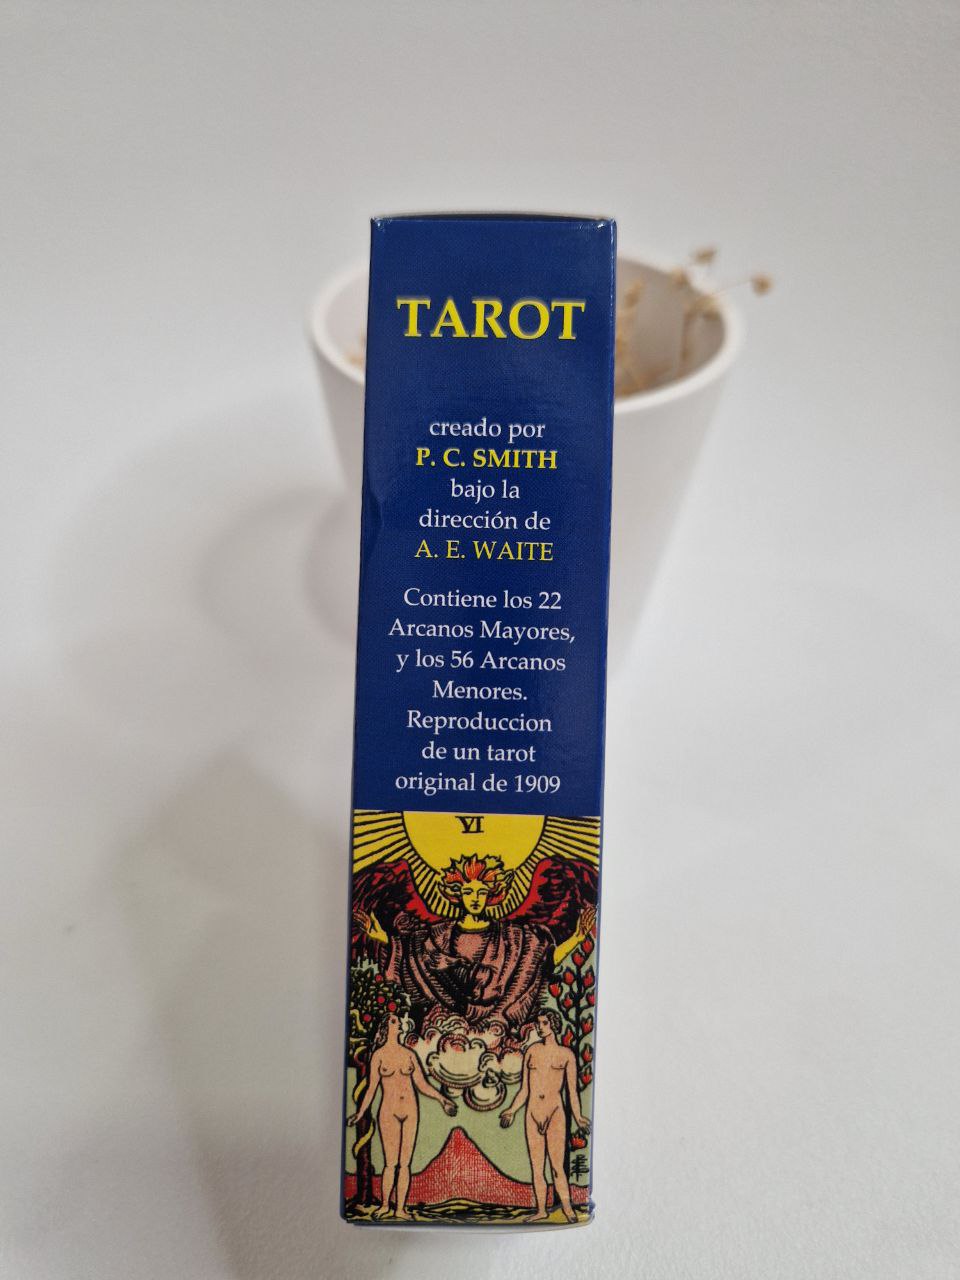 TAROT
creado por
P. C. SMITH
bajo la
dirección de
A. E. WAITE
Contiene los 22
Arcanos Mayores,
y los 56 Arcanos
Menores.
Reproduccion
de un tarot
original de 1909
VI